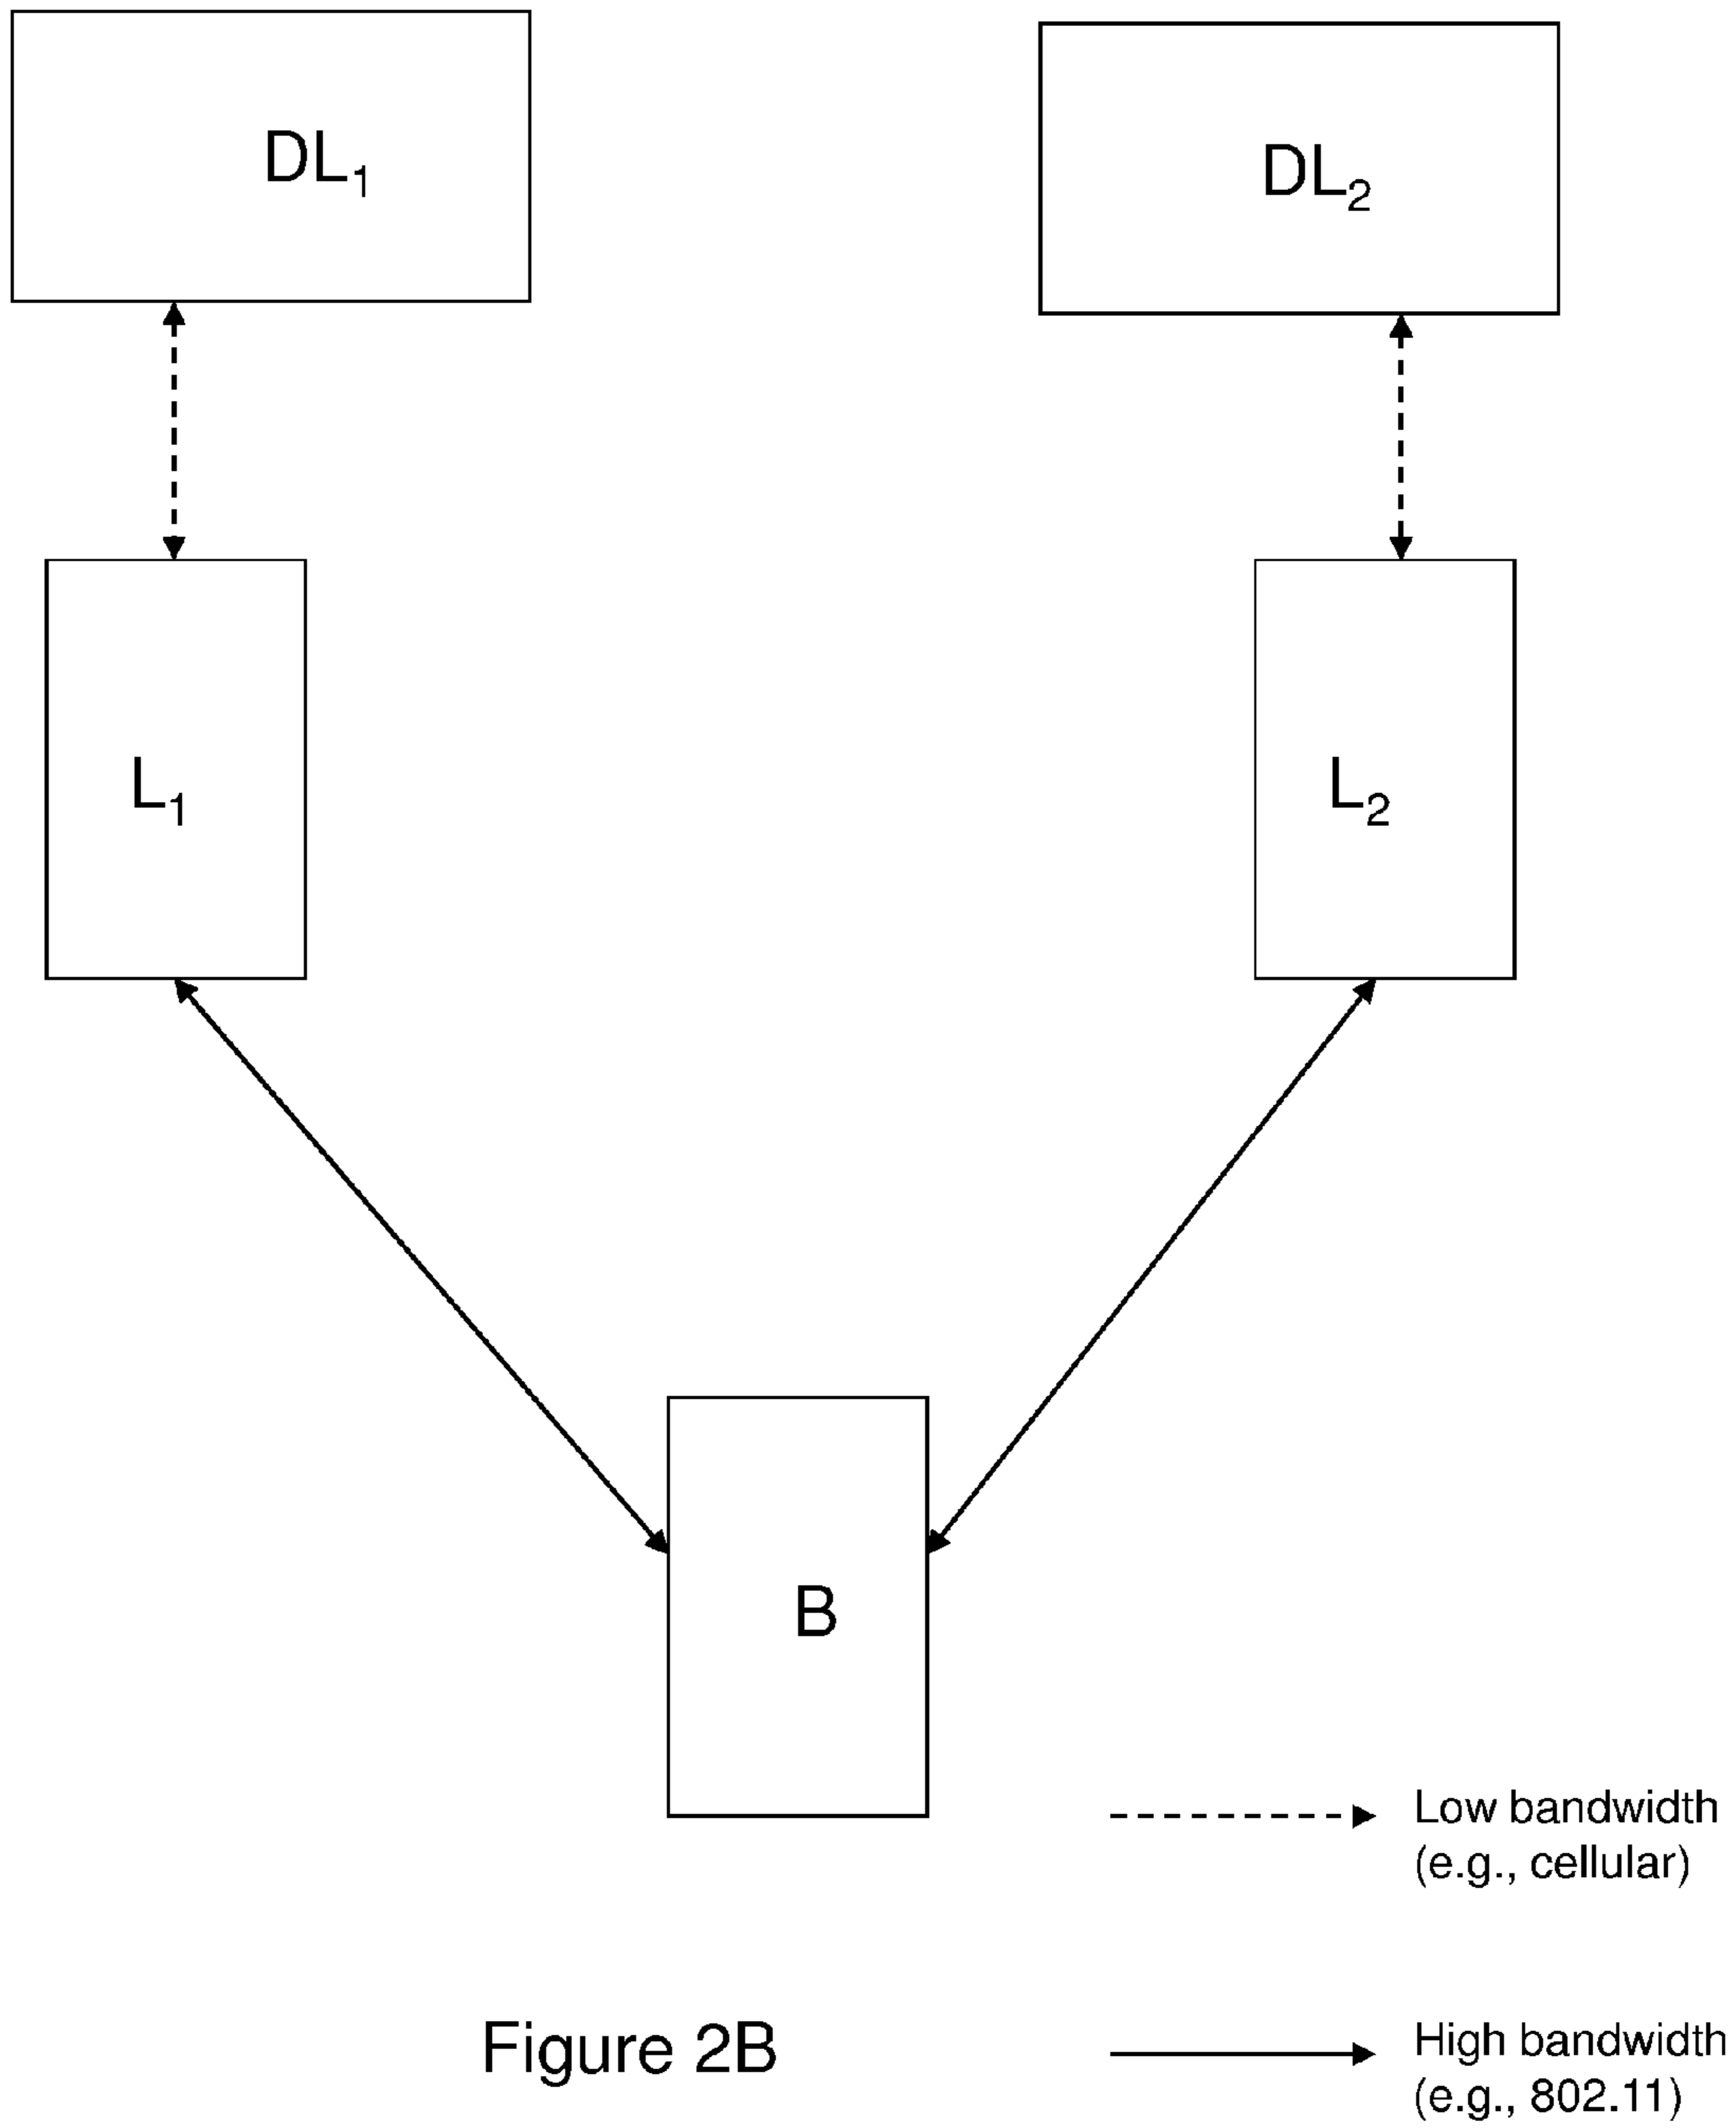 DL₁
DL₂
L₁
L₂
B
Low bandwidth
(e.g., cellular)
Figure 2B
High bandwidth
(e.g., 802.11)